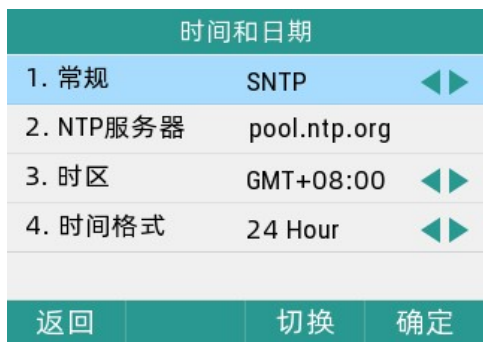 时间和日期
1. 常规 SNTP
2. NTP服务器 pool.ntp.org
3. 时区 GMT+08:00
4. 时间格式 24 Hour
返回 切换 确定